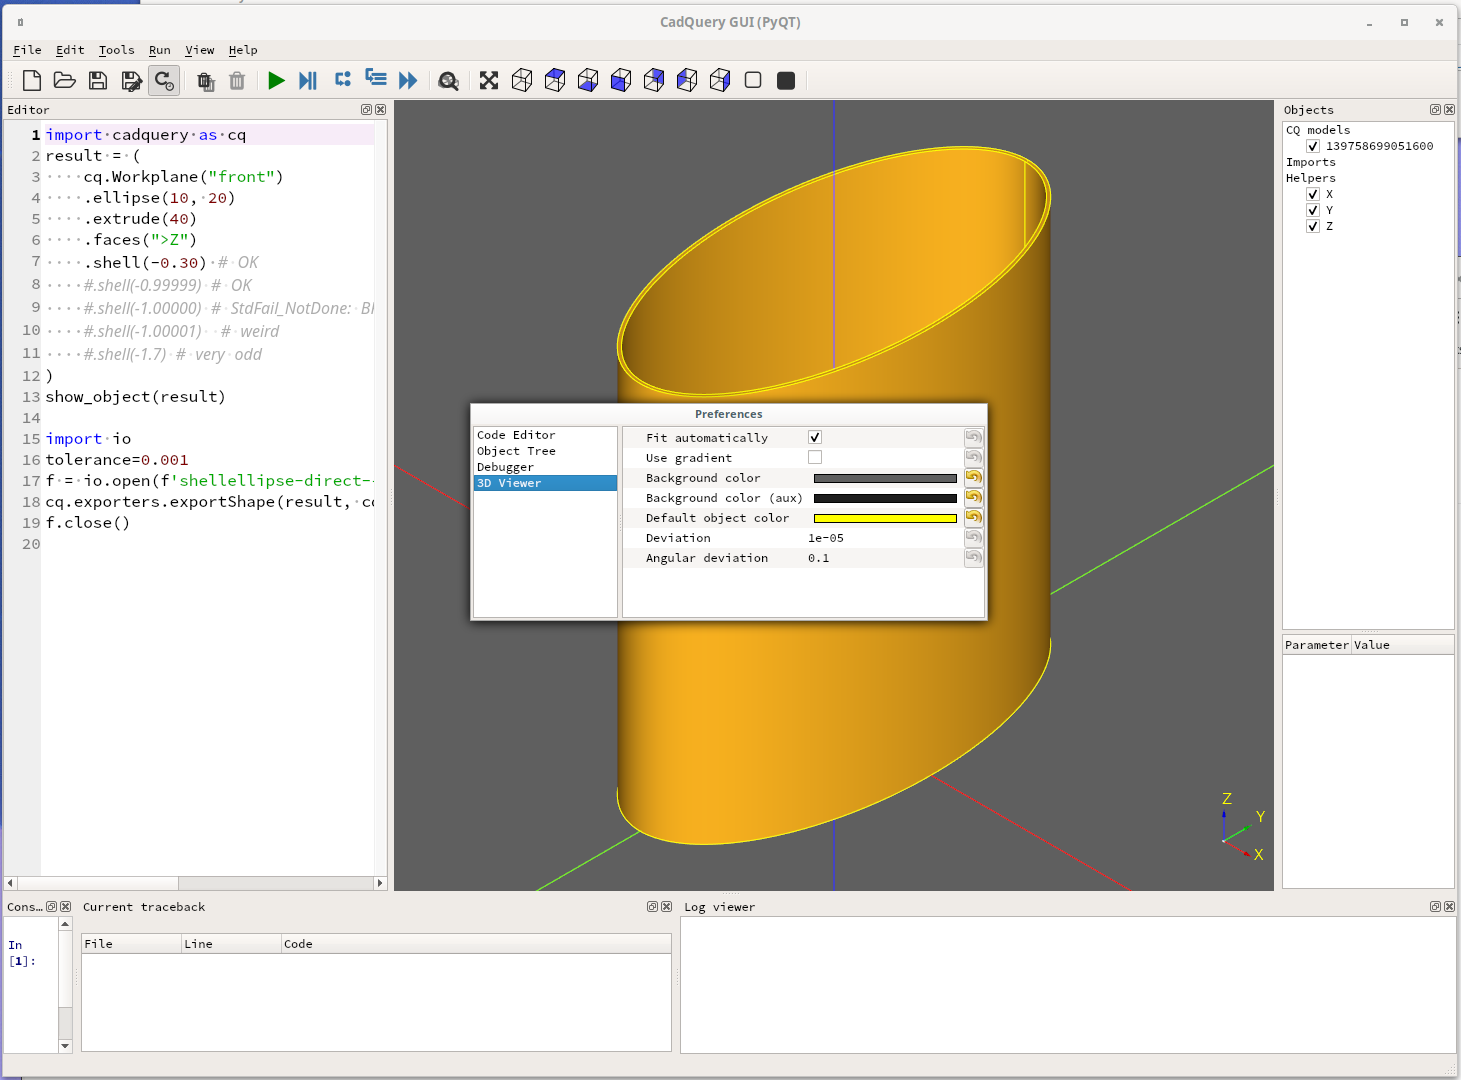 CadQuery GUI (PyQT)
File Edit Tools Run View Help
Editor
1 import cadquery as cq
2 result = (
3 ····cq.Workplane("front")
4 ····.ellipse(10, 20)
5 ····.extrude(40)
6 ····.faces(">Z")
7 ····.shell(-0.30) # OK
8 ····#.shell(-0.99999) # OK
9 ····#.shell(-1.00000) # StdFail_NotDone:
10 ····#.shell(-1.00001) # weird
11 ····#.shell(-1.7) # very odd
12 )
13 show_object(result)
14
15 import io
16 tolerance=0.001
17 f = io.open(f'shellellipse-direct-
18 cq.exporters.exportShape(result,
19 f.close()
20
Preferences
Code Editor
Object Tree
Debugger
3D Viewer
Fit automatically
Use gradient
Background color
Background color (aux)
Default object color
Deviation 1e-05
Angular deviation 0.1
Z
Y
X
Objects
CQ models
139758699051600
Imports
Helpers
X
Y
Z
Parameter Value
Cons...
In
[1]:
Current traceback
File Line Code
Log viewer